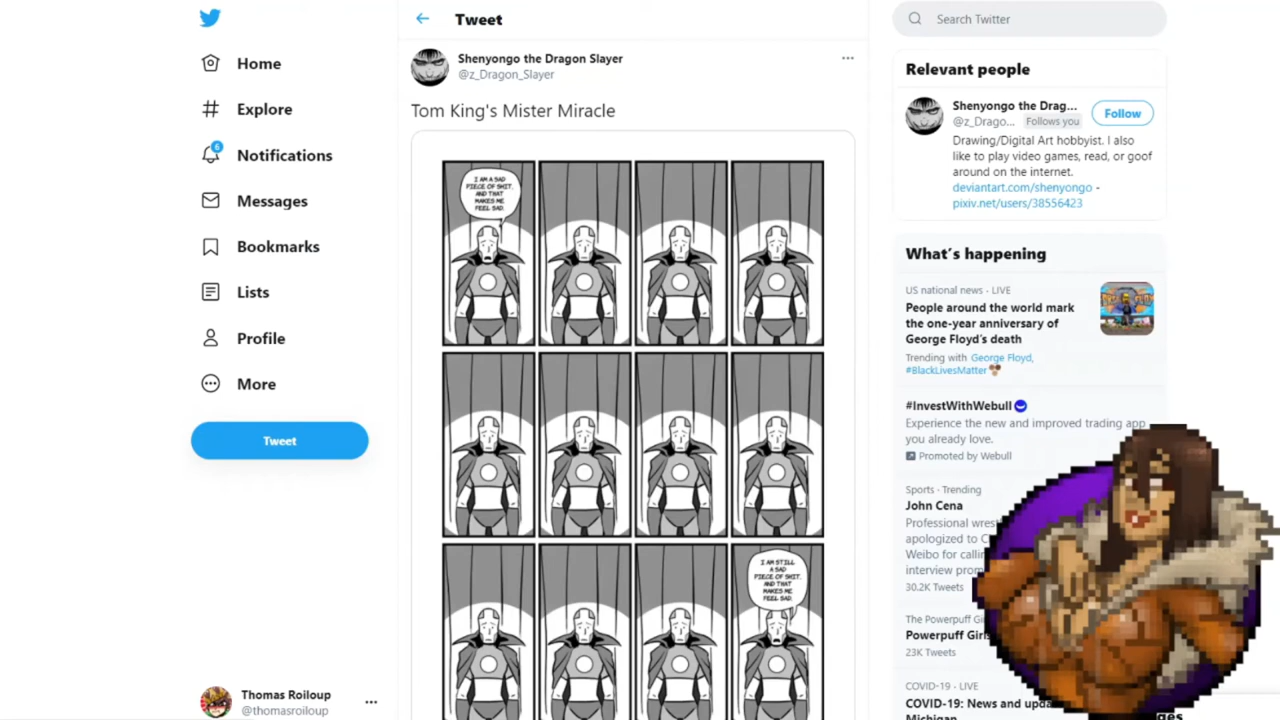 Home
Explore
6
Notifications
Messages
Bookmarks
Lists
Profile
More
Tweet
Thomas Roiloup
@thomasroiloup
Tweet
Shenyongo the Dragon Slayer
@z_Dragon_Slayer
Tom King's Mister Miracle
I AM A SAD
PIECE OF SHIT.
AND THAT
MAKES ME
FEEL SAD.
I AM STILL
A SAD
PIECE OF SHIT.
AND THAT
MAKES ME
FEEL SAD.
Search Twitter
Relevant people
Shenyongo the Drag...
@z_Drago... Follows you
Follow
Drawing/Digital Art hobbyist. I also
like to play video games, read, or goof
around on the internet.
deviantart.com/shenyongo -
pixiv.net/users/38556423
What's happening
US national news · LIVE
People around the world mark
the one-year anniversary of
George Floyd's death
Trending with George Floyd,
#BlackLivesMatter
#InvestWithWebull
Experience the new and improved trading app
you already love.
Promoted by Webull
Sports · Trending
John Cena
Professional
apologized to
Weibo for
interview
30.2K Tweets
The Powerpuff
Powerpuff
23K Tweets
COVID-19 · LIVE
COVID-19: News and
Michigan